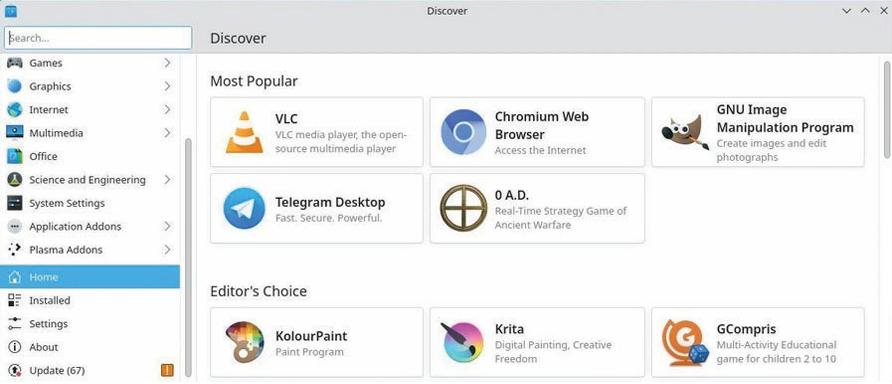 Discover
Search...
Discover
Games
Graphics
Internet
Multimedia
Office
Science and Engineering
System Settings
Application Addons
Plasma Addons
Home
Installed
Settings
About
Update (67)
Most Popular
VLC
VLC media player, the open-
source multimedia player
Chromium Web
Browser
Access the Internet
GNU Image
Manipulation Program
Create images and edit
photographs
Telegram Desktop
Fast. Secure. Powerful.
0 A.D.
Real-Time Strategy Game of
Ancient Warfare
Editor's Choice
KolourPaint
Paint Program
Krita
Digital Painting, Creative
Freedom
GCompris
Multi-Activity Educational
game for children 2 to 10